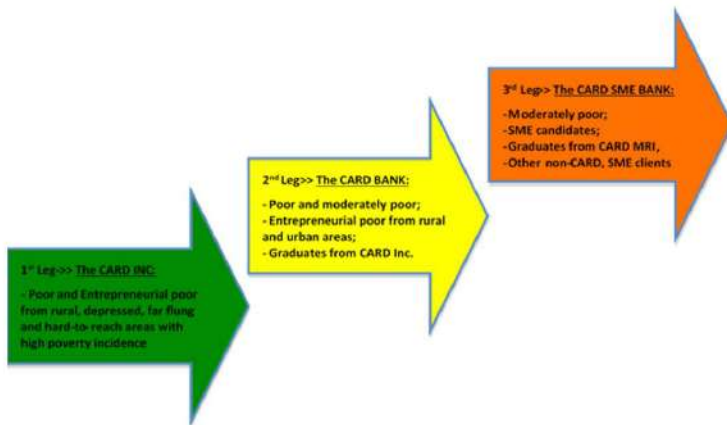 1st Leg->> The CARD INC:
- Poor and Entrepreneurial poor
from rural, depressed, far flung
and hard-to- reach areas with
high poverty incidence
2nd Leg>> The CARD BANK:
- Poor and moderately poor;
- Entrepreneurial poor from rural
and urban areas;
- Graduates from CARD Inc.
3rd Leg>> The CARD SME BANK:
-Moderately poor;
-SME candidates;
-Graduates from CARD MRI,
-Other non-CARD, SME clients